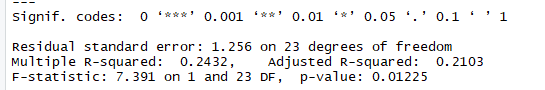 ---
Signif. codes:  0 ‘***’ 0.001 ‘**’ 0.01 ‘*’ 0.05 ‘.’ 0.1 ‘ ’ 1
Residual standard error: 1.256 on 23 degrees of freedom
Multiple R-squared:  0.2432,    Adjusted R-squared:  0.2103
F-statistic: 7.391 on 1 and 23 DF,  p-value: 0.01225